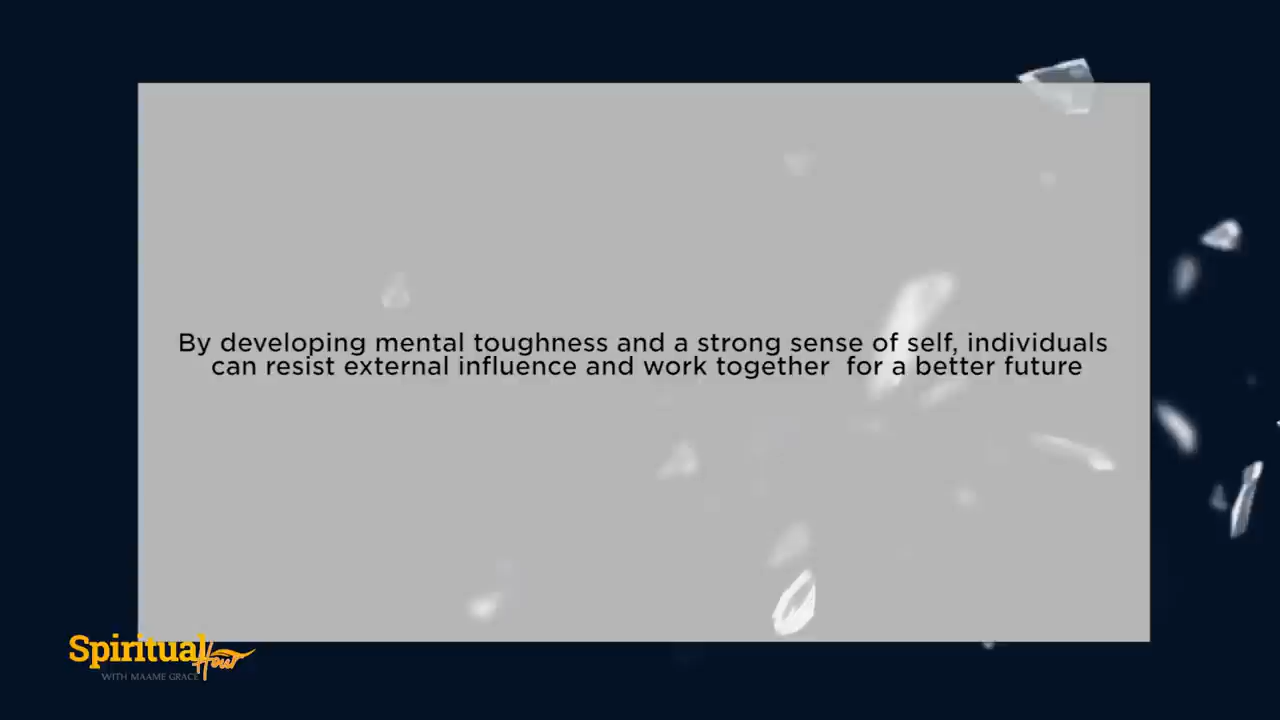 By developing mental toughness and a strong sense of self, individuals
can resist external influence and work together  for a better future
Spiritual Hour
WITH MAAME GRACE